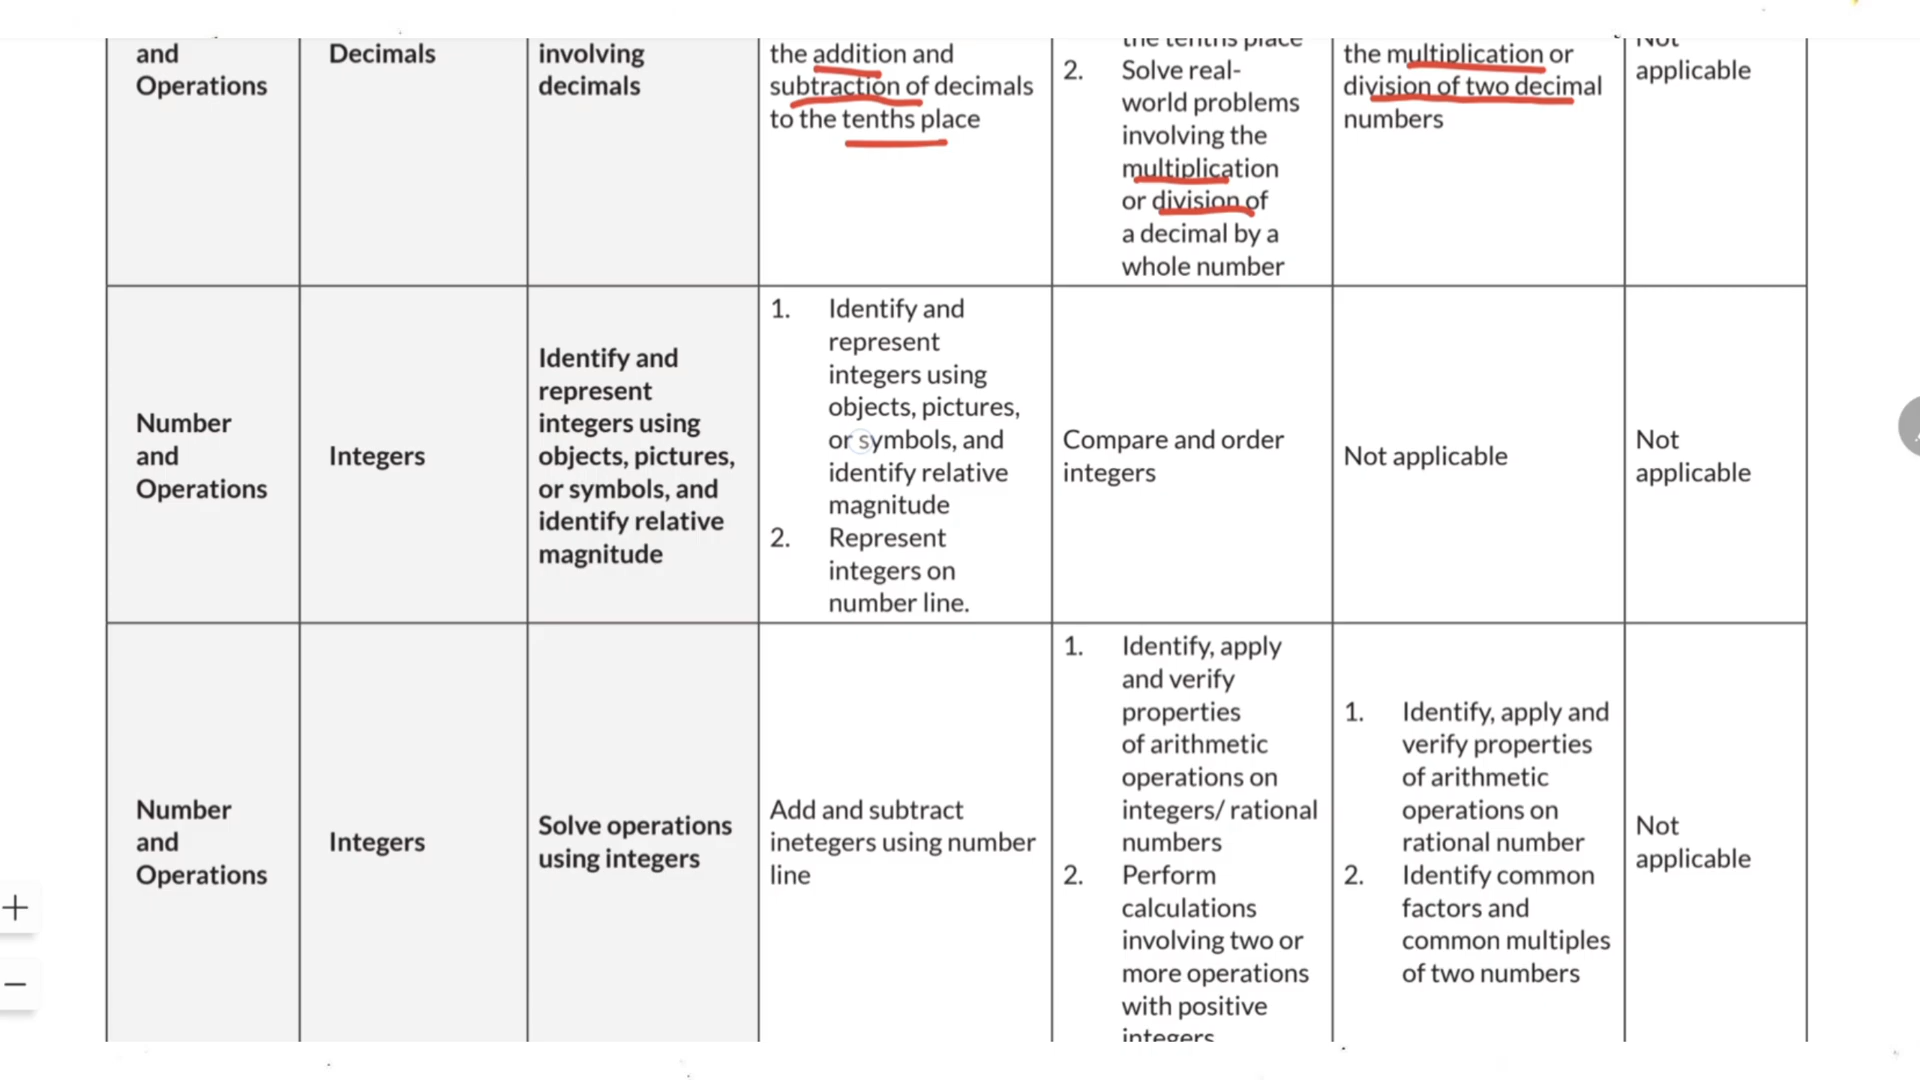 and
Operations
Decimals
involving
decimals
the addition and
subtraction of decimals
to the tenths place
the tenths place
2. Solve real-
world problems
involving the
multiplication
or division of
a decimal by a
whole number
the multiplication or
division of two decimal
numbers
Not
applicable
Number
and
Operations
Integers
Identify and
represent
integers using
objects, pictures,
or symbols, and
identify relative
magnitude
1. Identify and
represent
integers using
objects, pictures,
or symbols, and
identify relative
magnitude
2. Represent
integers on
number line.
Compare and order
integers
Not applicable
Not
applicable
Number
and
Operations
Integers
Solve operations
using integers
Add and subtract
inetegers using number
line
1. Identify, apply
and verify
properties
of arithmetic
operations on
integers/ rational
numbers
2. Perform
calculations
involving two or
more operations
with positive
integers
1. Identify, apply and
verify properties
of arithmetic
operations on
rational number
2. Identify common
factors and
common multiples
of two numbers
Not
applicable